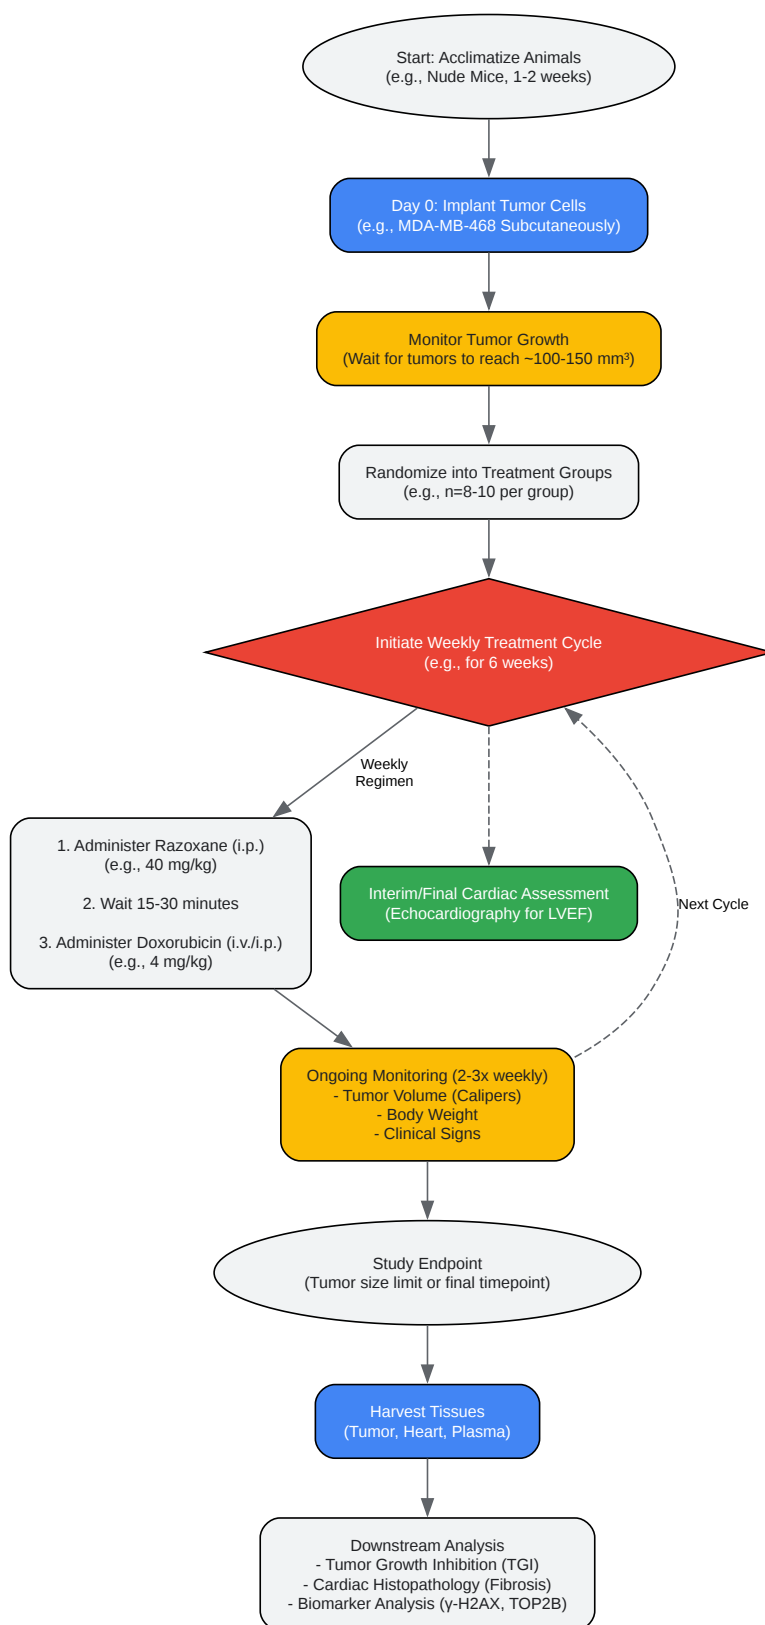 Start: Acclimatize Animals
(e.g., Nude Mice, 1-2 weeks)
Day 0: Implant Tumor Cells
(e.g., MDA-MB-468 Subcutaneously)
Monitor Tumor Growth
(Wait for tumors to reach ~100-150 mm³)
Randomize into Treatment Groups
(e.g., n=8-10 per group)
Initiate Weekly Treatment Cycle
(e.g., for 6 weeks)
Weekly
Regimen
1. Administer Razoxane (i.p.)
(e.g., 40 mg/kg)
2. Wait 15-30 minutes
3. Administer Doxorubicin (i.v./i.p.)
(e.g., 4 mg/kg)
Interim/Final Cardiac Assessment
(Echocardiography for LVEF)
Next Cycle
Ongoing Monitoring (2-3x weekly)
- Tumor Volume (Calipers)
- Body Weight
- Clinical Signs
Study Endpoint
(Tumor size limit or final timepoint)
Harvest Tissues
(Tumor, Heart, Plasma)
Downstream Analysis
- Tumor Growth Inhibition (TGI)
- Cardiac Histopathology (Fibrosis)
- Biomarker Analysis (γ-H2AX, TOP2B)